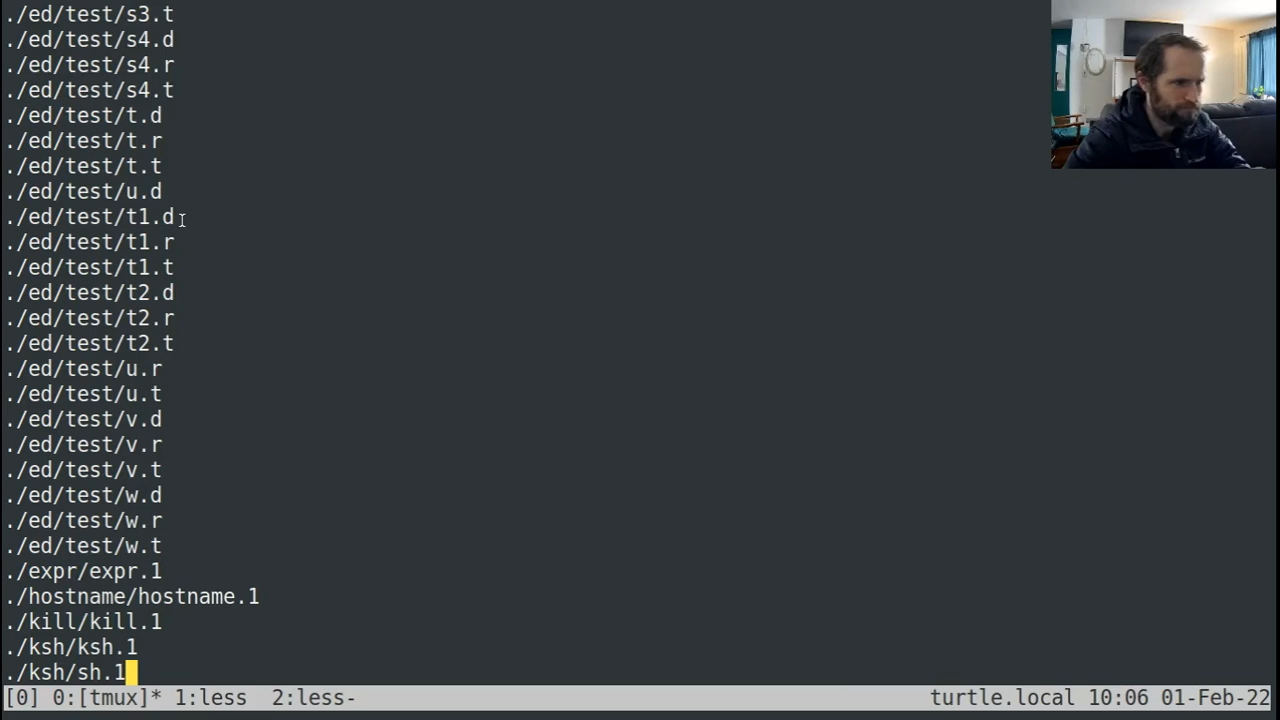 ./ed/test/s3.t
./ed/test/s4.d
./ed/test/s4.r
./ed/test/s4.t
./ed/test/t.d
./ed/test/t.r
./ed/test/t.t
./ed/test/u.d
./ed/test/t1.d
./ed/test/t1.r
./ed/test/t1.t
./ed/test/t2.d
./ed/test/t2.r
./ed/test/t2.t
./ed/test/u.r
./ed/test/u.t
./ed/test/v.d
./ed/test/v.r
./ed/test/v.t
./ed/test/w.d
./ed/test/w.r
./ed/test/w.t
./expr/expr.1
./hostname/hostname.1
./kill/kill.1
./ksh/ksh.1
./ksh/sh.1
[0] 0:[tmux]* 1:less  2:less- turtle.local 10:06 01-Feb-22